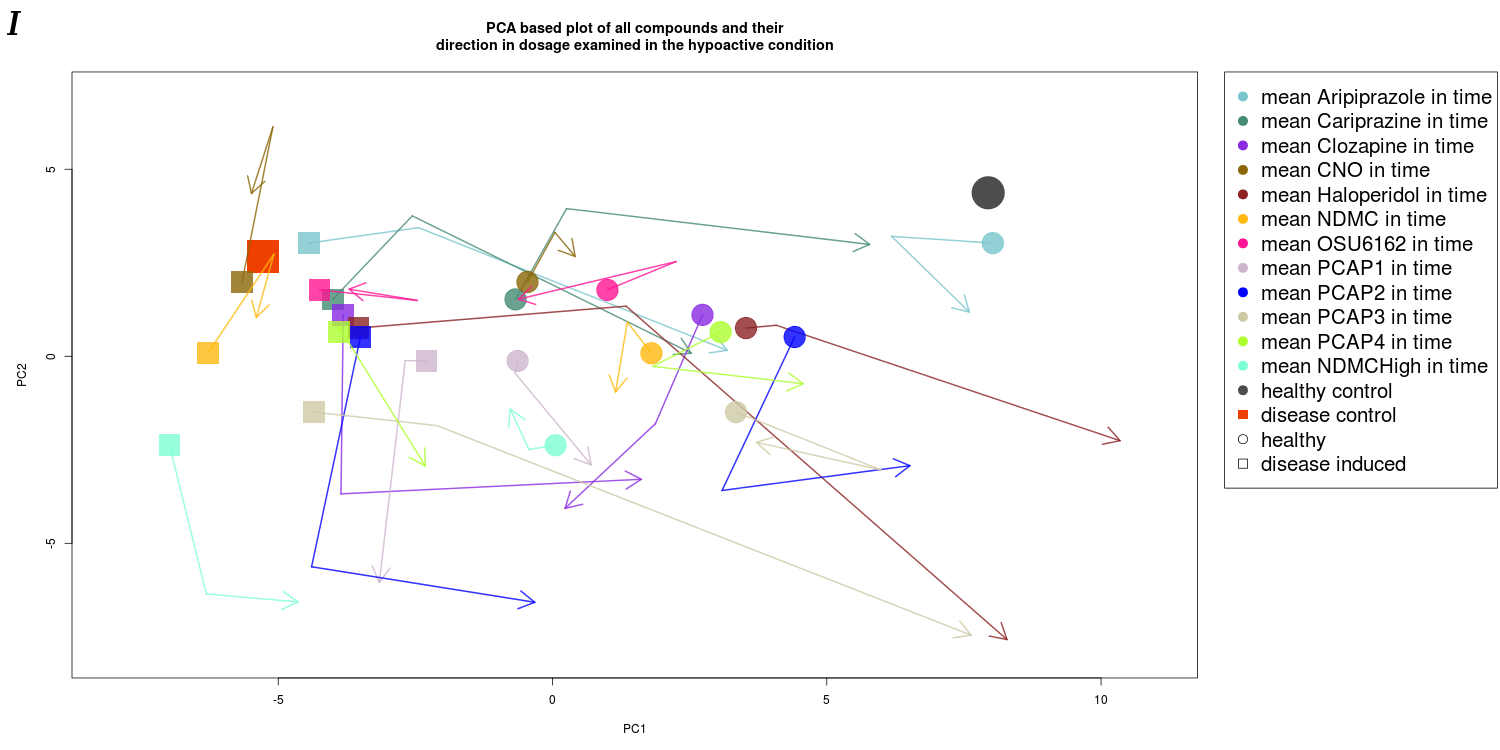 I
PCA based plot of all compounds and their
direction in dosage examined in the hypoactive condition
5
0
-5
PC2
-5
0
5
10
PC1
mean Aripiprazole in time
mean Cariprazine in time
mean Clozapine in time
mean CNO in time
mean Haloperidol in time
mean NDMC in time
mean OSU6162 in time
mean PCAP1 in time
mean PCAP2 in time
mean PCAP3 in time
mean PCAP4 in time
mean NDMCHigh in time
healthy control
disease control
healthy
disease induced